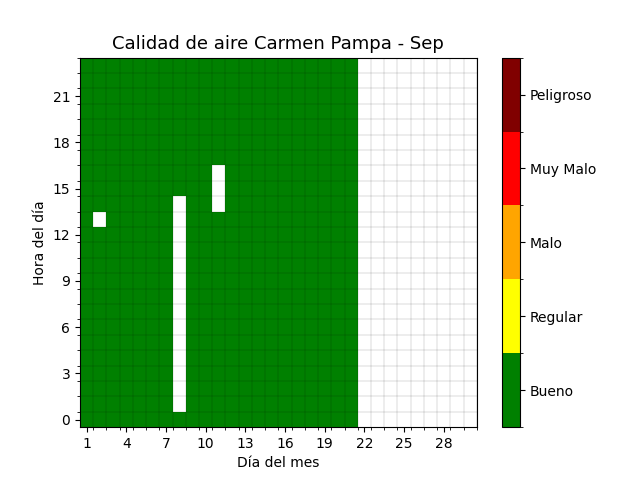 Calidad de aire Carmen Pampa - Sep
21
18
15
12
9
6
3
0
Hora del día
1 4 7 10 13 16 19 22 25 28
Día del mes
Peligroso
Muy Malo
Malo
Regular
Bueno